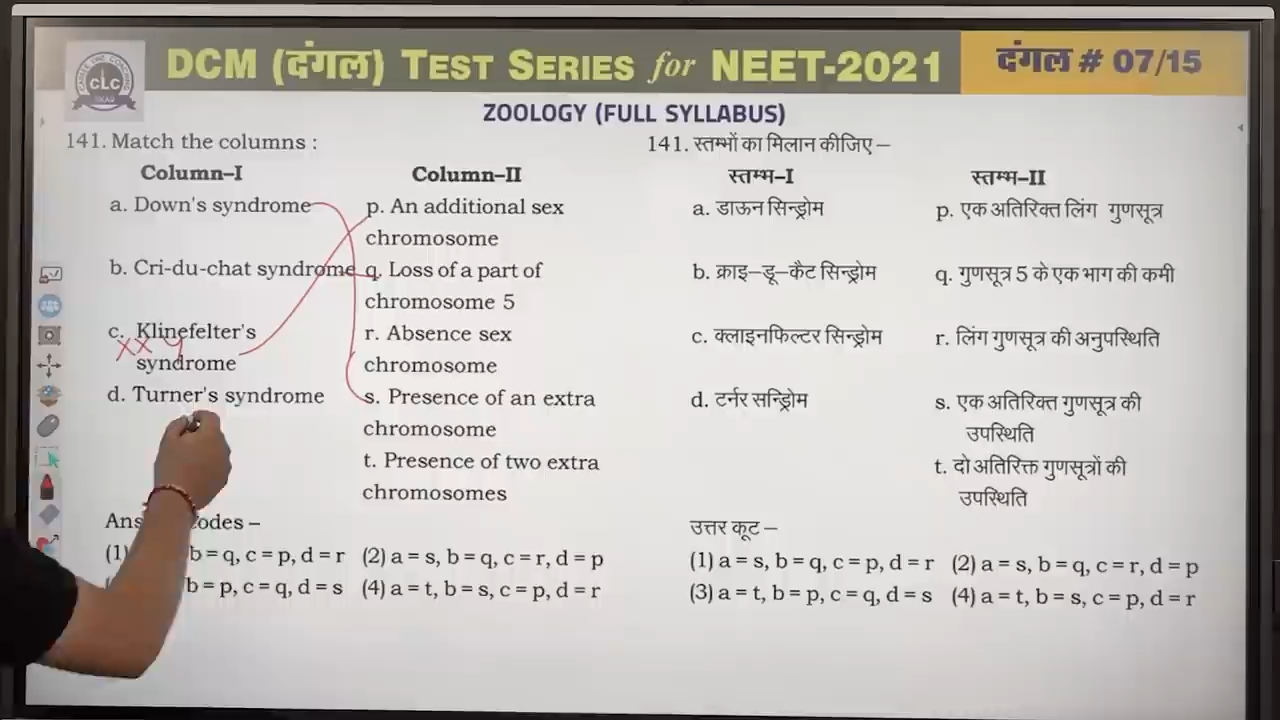 DCM (दंगल) TEST SERIES for NEET-2021
दंगल # 07/15
CLC
ZOOLOGY (FULL SYLLABUS)
141. Match the columns :
Column–I Column–II
a. Down's syndrome p. An additional sex
chromosome
b. Cri-du-chat syndrome q. Loss of a part of
chromosome 5
c. Klinefelter's r. Absence sex
xx y
syndrome chromosome
d. Turner's syndrome s. Presence of an extra
chromosome
t. Presence of two extra
chromosomes
codes –
(1) b = q, c = p, d = r (2) a = s, b = q, c = r, d = p
b = p, c = q, d = s (4) a = t, b = s, c = p, d = r
141. स्तम्भों का मिलान कीजिए –
स्तम्भ–I स्तम्भ–II
a. डाऊन सिन्ड्रोम p. एक अतिरिक्त लिंग गुणसूत्र
b. क्राइ–डू–कैट सिन्ड्रोम q. गुणसूत्र 5 के एक भाग की कमी
c. क्लाइनफिल्टर सिन्ड्रोम r. लिंग गुणसूत्र की अनुपस्थिति
d. टर्नर सन्ड्रिोम s. एक अतिरिक्त गुणसूत्र की
उपस्थिति
t. दो अतिरिक्त गुणसूत्रों की
उपस्थिति
उत्तर कूट –
(1) a = s, b = q, c = p, d = r (2) a = s, b = q, c = r, d = p
(3) a = t, b = p, c = q, d = s (4) a = t, b = s, c = p, d = r